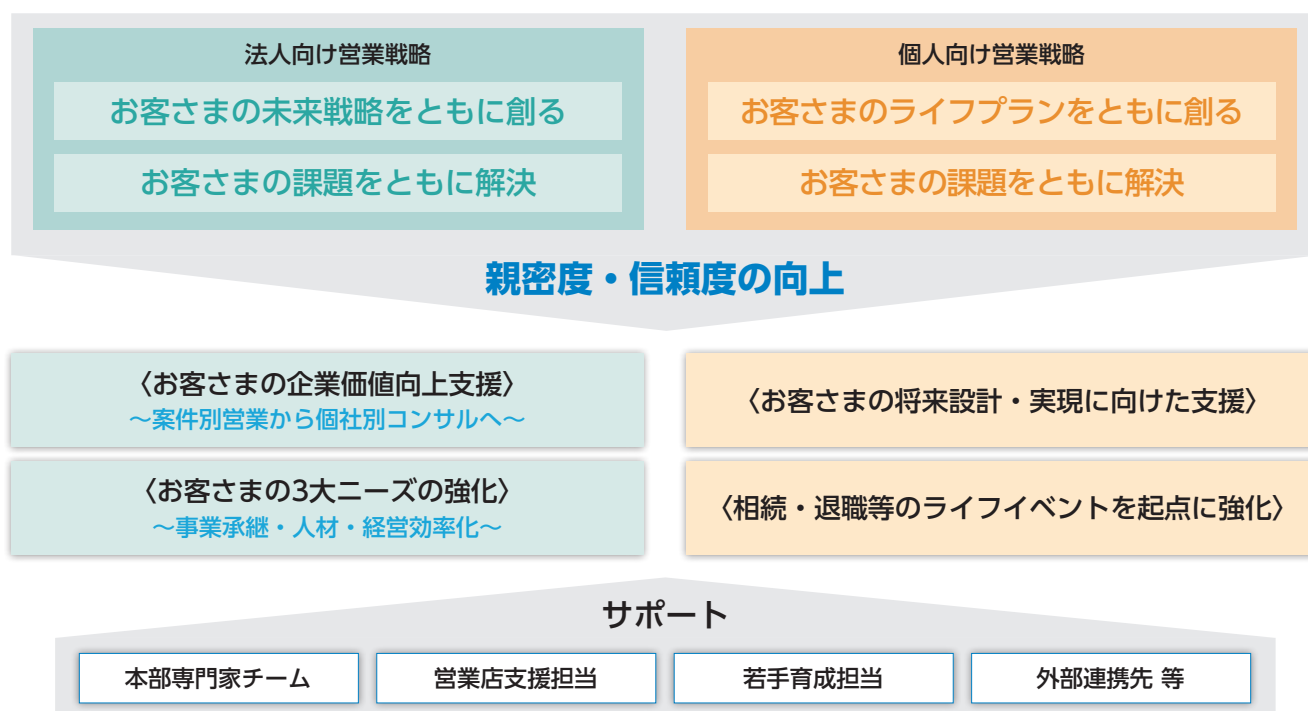 法人向け営業戦略
お客さまの未来戦略をともに創る
お客さまの課題をともに解決
個人向け営業戦略
お客さまのライフプランをともに創る
お客さまの課題をともに解決
親密度・信頼度の向上
〈お客さまの企業価値向上支援〉
～案件別営業から個社別コンサルへ～
〈お客さまの3大ニーズの強化〉
～事業承継・人材・経営効率化～
〈お客さまの将来設計・実現に向けた支援〉
〈相続・退職等のライフイベントを起点に強化〉
サポート
本部専門家チーム
営業店支援担当
若手育成担当
外部連携先 等